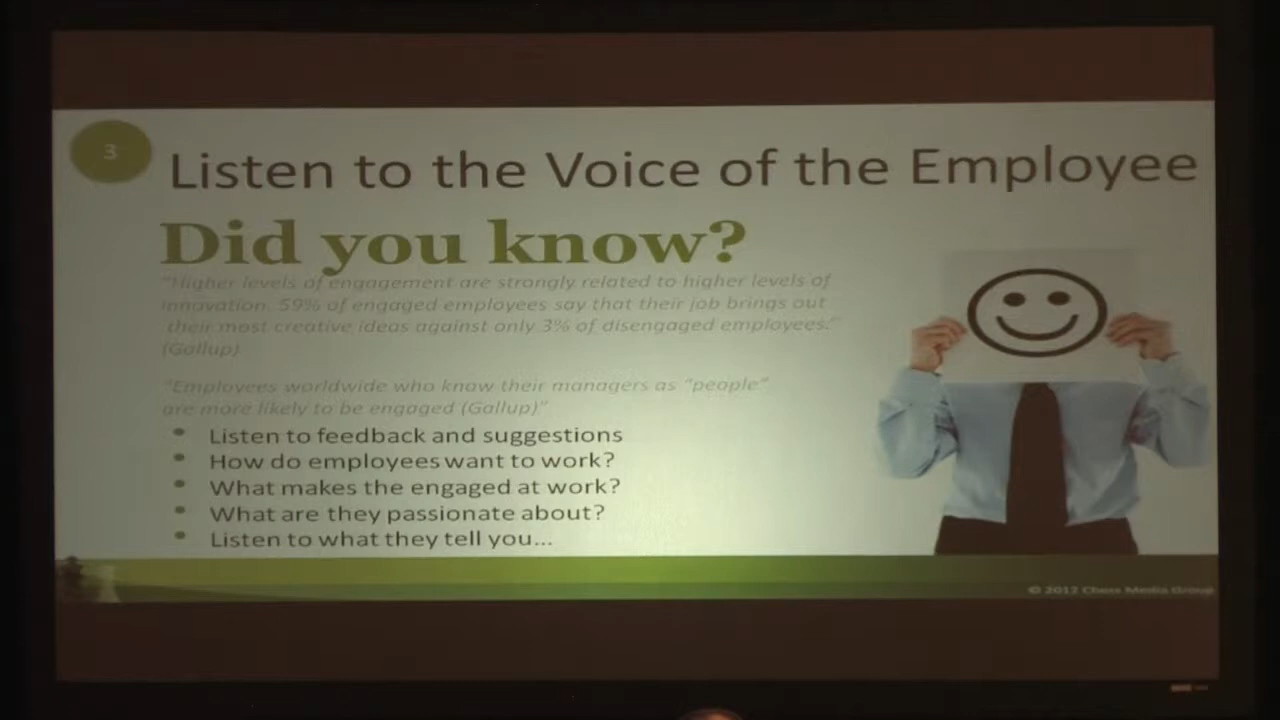 3
Listen to the Voice of the Employee
Did you know?
"Higher levels of engagement are strongly related to higher levels of
innovation. 59% of engaged employees say that their job brings out
their most creative ideas against only 3% of disengaged employees."
(Gallup)
"Employees worldwide who know their managers as "people"
are more likely to be engaged (Gallup)"
• Listen to feedback and suggestions
• How do employees want to work?
• What makes the engaged at work?
• What are they passionate about?
• Listen to what they tell you...
© 2012 Chess Media Group